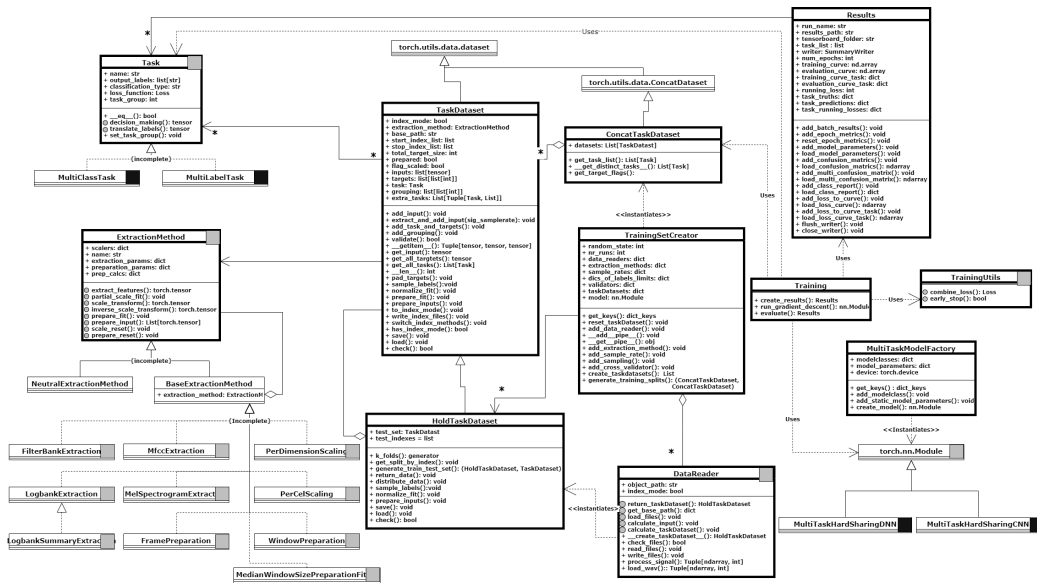 Results
+ run_name: str
+ results_path: str
+ tensorboard_folder: str
+ task_list : list
+ writer: SummaryWriter
+ num_epochs: int
+ training_curve: nd.array
+ evaluation_curve: nd.array
+ training_curve_task: dict
+ evaluation_curve_task: dict
+ running_loss: int
+ task_truths: dict
+ task_predictions: dict
+ task_running_losses: dict
+ add_batch_results(): void
+ add_epoch_metrics(): void
+ reset_epoch_metrics(): void
+ add_model_parameters(): void
+ load_model_parameters(): void
+ add_confusion_metrics(): void
+ load_confusion_matrics(): ndarray
+ add_multi_confusion_matrix(): void
+ load_multi_confusion_matrix(): ndarray
+ add_class_report(): void
+ load_class_report(): dict
+ add_loss_to_curve(): void
+ load_loss_curve(): ndarray
+ add_loss_to_curve_task(): void
+ load_loss_curve_task(): ndarray
+ flush_writer(): void
+ close_writer(): void
*
Uses
torch.utils.data.dataset
torch.utils.data.ConcatDataset
Task
+ name: str
+ output_labels: list[str]
+ classification_type: str
+ loss_function: Loss
+ task_group: int
+ __eq__(): bool
decision_making(): tensor
translate_labels(): tensor
+ set_task_group(): void
*
{incomplete}
MultiClassTask
MultiLabelTask
TaskDataset
+ index_mode: bool
+ extraction_method: ExtractionMethod
+ base_path: str
+ start_index_list: list
+ stop_index_list: list
+ total_target_size: int
+ prepared: bool
+ flag_scaled: bool
+ inputs: list[tensor]
+ targets: list[list[int]]
+ task: Task
+ grouping: list[list[int]]
+ extra_tasks: List[Tuple[Task, List]]
+ add_input(): void
+ extract_and_add_input(sig_samplerate): void
+ add_task_and_targets(): void
+ add_grouping(): void
+ validate(): bool
+ __getitem__(): Tuple[tensor, tensor, tensor]
+ get_input(): tensor
+ get_all_targtets(): tensor
+ get_all_tasks(): List[Task]
+ __len__(): int
+ pad_targets(): void
+ sample_labels():void
+ normalize_fit(): void
+ prepare_fit(): void
+ prepare_inputs(): void
+ to_index_mode(): void
+ write_index_files(): void
+ switch_index_methods(): void
+ has_index_mode(): bool
+ save(): void
+ load(): void
+ check(): bool
*
*
ConcatTaskDataset
+ datasets: List[TaskDataset]
+ get_task_list(): List[Task]
+ __get_distinct_tasks__(): List[Task]
+ get_target_flags():
<<instantiates>>
Uses
TrainingSetCreator
+ random_state: int
+ nr_runs: int
+ data_readers: dict
+ extraction_methods: dict
+ sample_rates: dict
+ dics_of_labels_limits: dict
+ validators: dict
+ taskDatasets: dict
+ model: nn.Module
+ get_keys(): dict_keys
+ reset_taskDataset(): void
+ add_data_reader(): void
+ __add__pipe__(): void
+ __get__pipe__(): obj
+ add_extraction_method(): void
+ add_sample_rate(): void
+ add_sampling(): void
+ add_cross_validator(): void
+ create_taskdatasets(): List
+ generate_training_splits(): (ConcatTaskDataset, ConcatTaskDataset)
*
*
Uses
Training
+ create_results(): Results
+ run_gradient_descent(): nn.Modul
+ evaluate(): Results
Uses
TrainingUtils
combine_loss(): Loss
early_stop(): bool
Uses
MultiTaskModelFactory
+ modelclasses: dict
+ model_parameters: dict
+ device: torch.device
+ get_keys() : dict_keys
+ add_modelclass(): void
+ add_static_model_parameters(): void
+ create_model(): nn.Module
<<Instantiates>>
torch.nn.Module
MultiTaskHardSharingDNN
MultiTaskHardSharingCNN
ExtractionMethod
+ scalers: dict
+ name: str
+ extraction_params: dict
+ preparation_params: dict
+ prep_calcs: dict
extract_features(): torch.tensor
partial_scale_fit(): void
scale_transform(): torch.tensor
inverse_scale_transform(): torch.tensor
prepare_fit(): void
prepare_input(): List[torch.tensor]
scale_reset(): void
prepare_reset(): void
{incomplete}
NeutralExtractionMethod
BaseExtractionMethod
+ extraction_method: ExtractionM
{Incomplete}
FilterBankExtraction
MfccExtraction
PerDimensionScaling
LogbankExtraction
MelSpectrogramExtract
PerCelScaling
LogbankSummaryExtrac
FramePreparation
WindowPreparation
MedianWindowSizePreparationFit
HoldTaskDataset
+ test_set: TaskDatast
+ test_indexes = list
+ k_folds(): generator
+ get_split_by_index(): void
+ generate_train_test_set(): (HoldTaskDataset, TaskDataset)
+ return_data(): void
+ distribute_data(): void
+ sample_labels():void
+ normalize_fit(): void
+ prepare_inputs(): void
+ save(): void
+ load(): void
+ check(): bool
<<instantiates>>
DataReader
+ object_path: str
+ index_mode: bool
return_taskDataset(): HoldTaskDataset
get_base_path(): dict
load_files(): void
calculate_input(): void
calculate_taskDataset(): void
+ __create_taskDataset__(): HoldTaskDataset
+ check_files(): bool
+ read_files(): void
+ write_files(): void
+ process_signal(): Tuple[ndarray, int]
+ load_wav():: Tuple[ndarray, int]